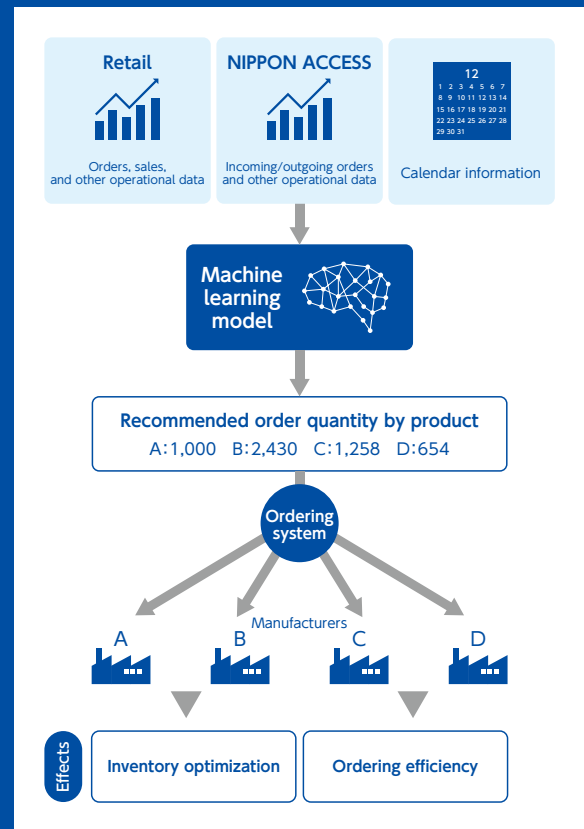 Retail
Orders, sales,
and other operational data
NIPPON ACCESS
Incoming/outgoing orders
and other operational data
12
1 2 3 4 5 6 7
8 9 10 11 12 13 14
15 16 17 18 19 20 21
22 23 24 25 26 27 28
29 30 31
Calendar information
Machine
learning
model
Recommended order quantity by product
A:1,000 B:2,430 C:1,258 D:654
Ordering
system
Manufacturers
A B C D
Effects
Inventory optimization
Ordering efficiency